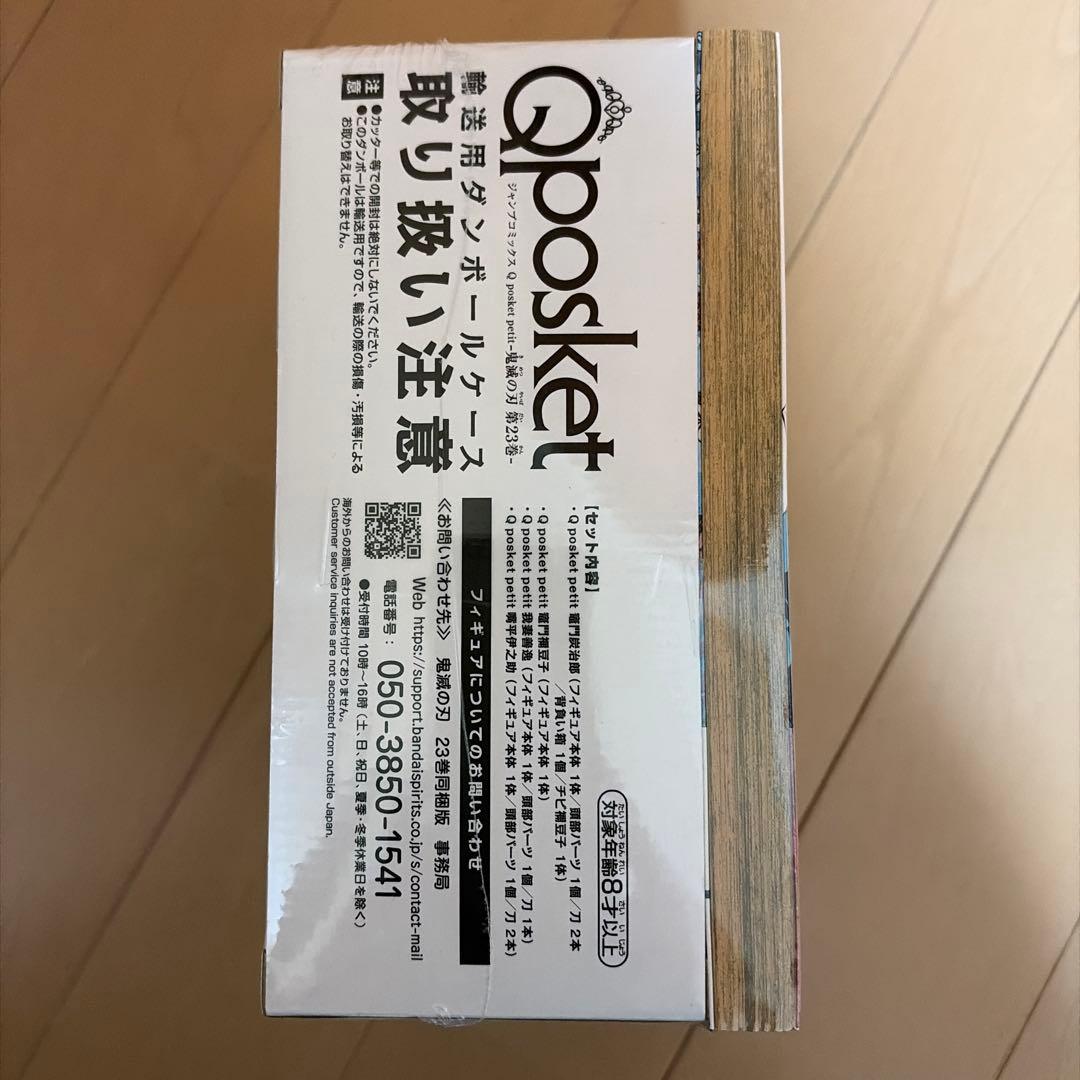 Qposket
ジャンプコミックス Q posket petit-鬼滅の刃 第23巻-
輸送用ダンボールケース
取り扱い注意
注意
●カッター等での開封は絶対にしないでください。
●このダンボールは輸送用ですので、輸送の際の損傷・汚損等による
お取り替えはできません。
対象年齢8才以上
【セット内容】
・Q posket petit 竈門炭治郎(フィギュア本体 1体/頭部パーツ 1個/刀 2本
/背負い箱 1個/チビ禰豆子 1体)
・Q posket petit 竈門禰豆子(フィギュア本体 1体)
・Q posket petit 我妻善逸(フィギュア本体 1体/頭部パーツ 1個/刀 1本)
・Q posket petit 嘴平伊之助(フィギュア本体 1体/頭部パーツ 1個/刀 2本)
フィギュアについてのお問い合わせ
≪お問い合わせ先≫ 鬼滅の刃 23巻同梱版 事務局
Web https://support.bandaispirits.co.jp/s/contact-mail
電話番号: 050-3850-1541
●受付時間 10時～16時(土、日、祝日、夏季・冬季休業日を除く)
海外からのお問い合わせは受け付けておりません。
Customer service inquiries are not accepted from outside Japan.